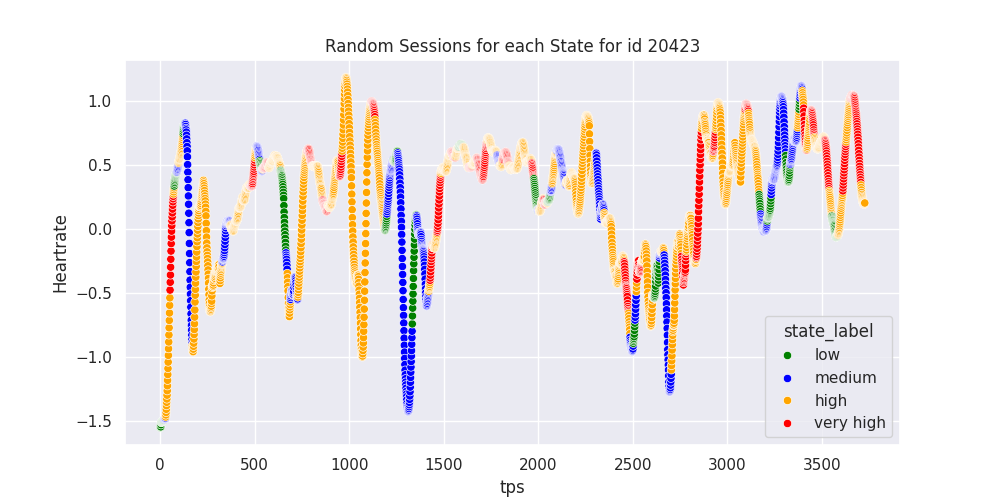 Random Sessions for each State for id 20423
Heartrate
1.0
0.5
0.0
−0.5
−1.0
−1.5
0
500
1000
1500
2000
2500
3000
3500
tps
state_label
low
medium
high
very high